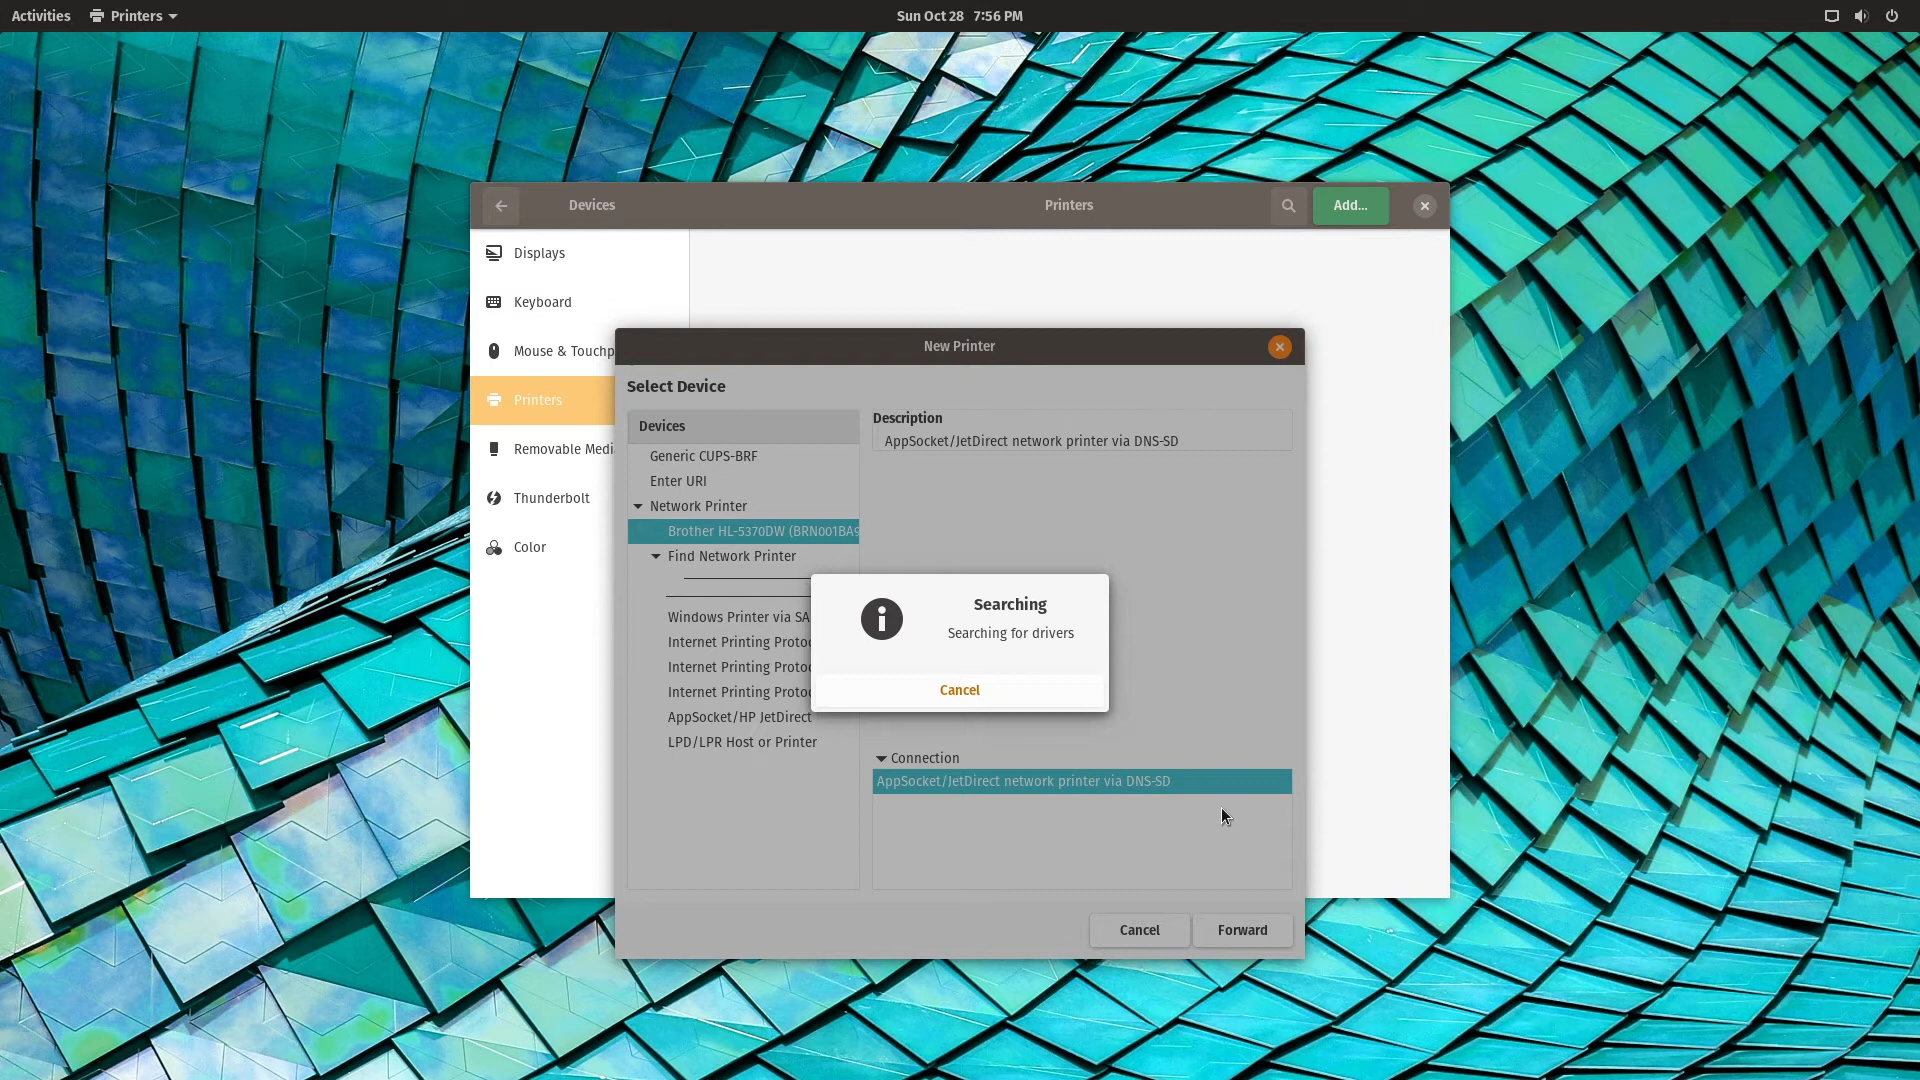 Activities
Printers
Sun Oct 28 7:56 PM
Devices
Printers
Add...
Displays
Keyboard
Mouse & Touchp
Printers
Removable Medi
Thunderbolt
Color
New Printer
Select Device
Devices
Generic CUPS-BRF
Enter URI
Network Printer
Brother HL-5370DW (BRN001BA9
Find Network Printer
Windows Printer via SA
Internet Printing Protoc
Internet Printing Protoc
Internet Printing Protoc
AppSocket/HP JetDirect
LPD/LPR Host or Printer
Description
AppSocket/JetDirect network printer via DNS-SD
Searching
Searching for drivers
Cancel
Connection
AppSocket/JetDirect network printer via DNS-SD
Cancel
Forward